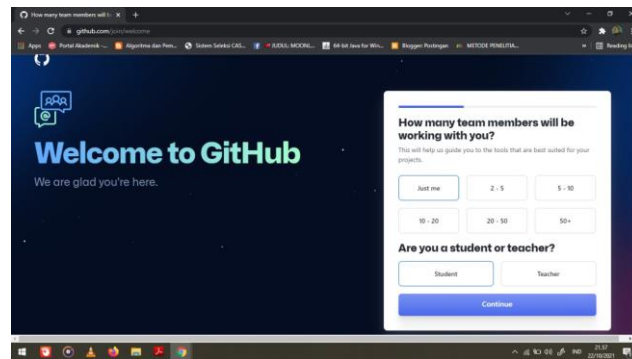 How many team members will b
github.com/join/welcome
Apps
Portal Akademik -...
Algoritma dan Pem...
Sistem Seleksi CAS...
64-bit Java for Win...
Blogger: Postingan
METODE PENELITIA...
Reading lis
Welcome to GitHub
We are glad you're here.
How many team members will be
working with you?
This will help us guide you to the tools that are best suited for your
projects.
Just me
2 - 5
5 - 10
10 - 20
20 - 50
50+
Are you a student or teacher?
Student
Teacher
Continue
IND
21.37
22/10/2021